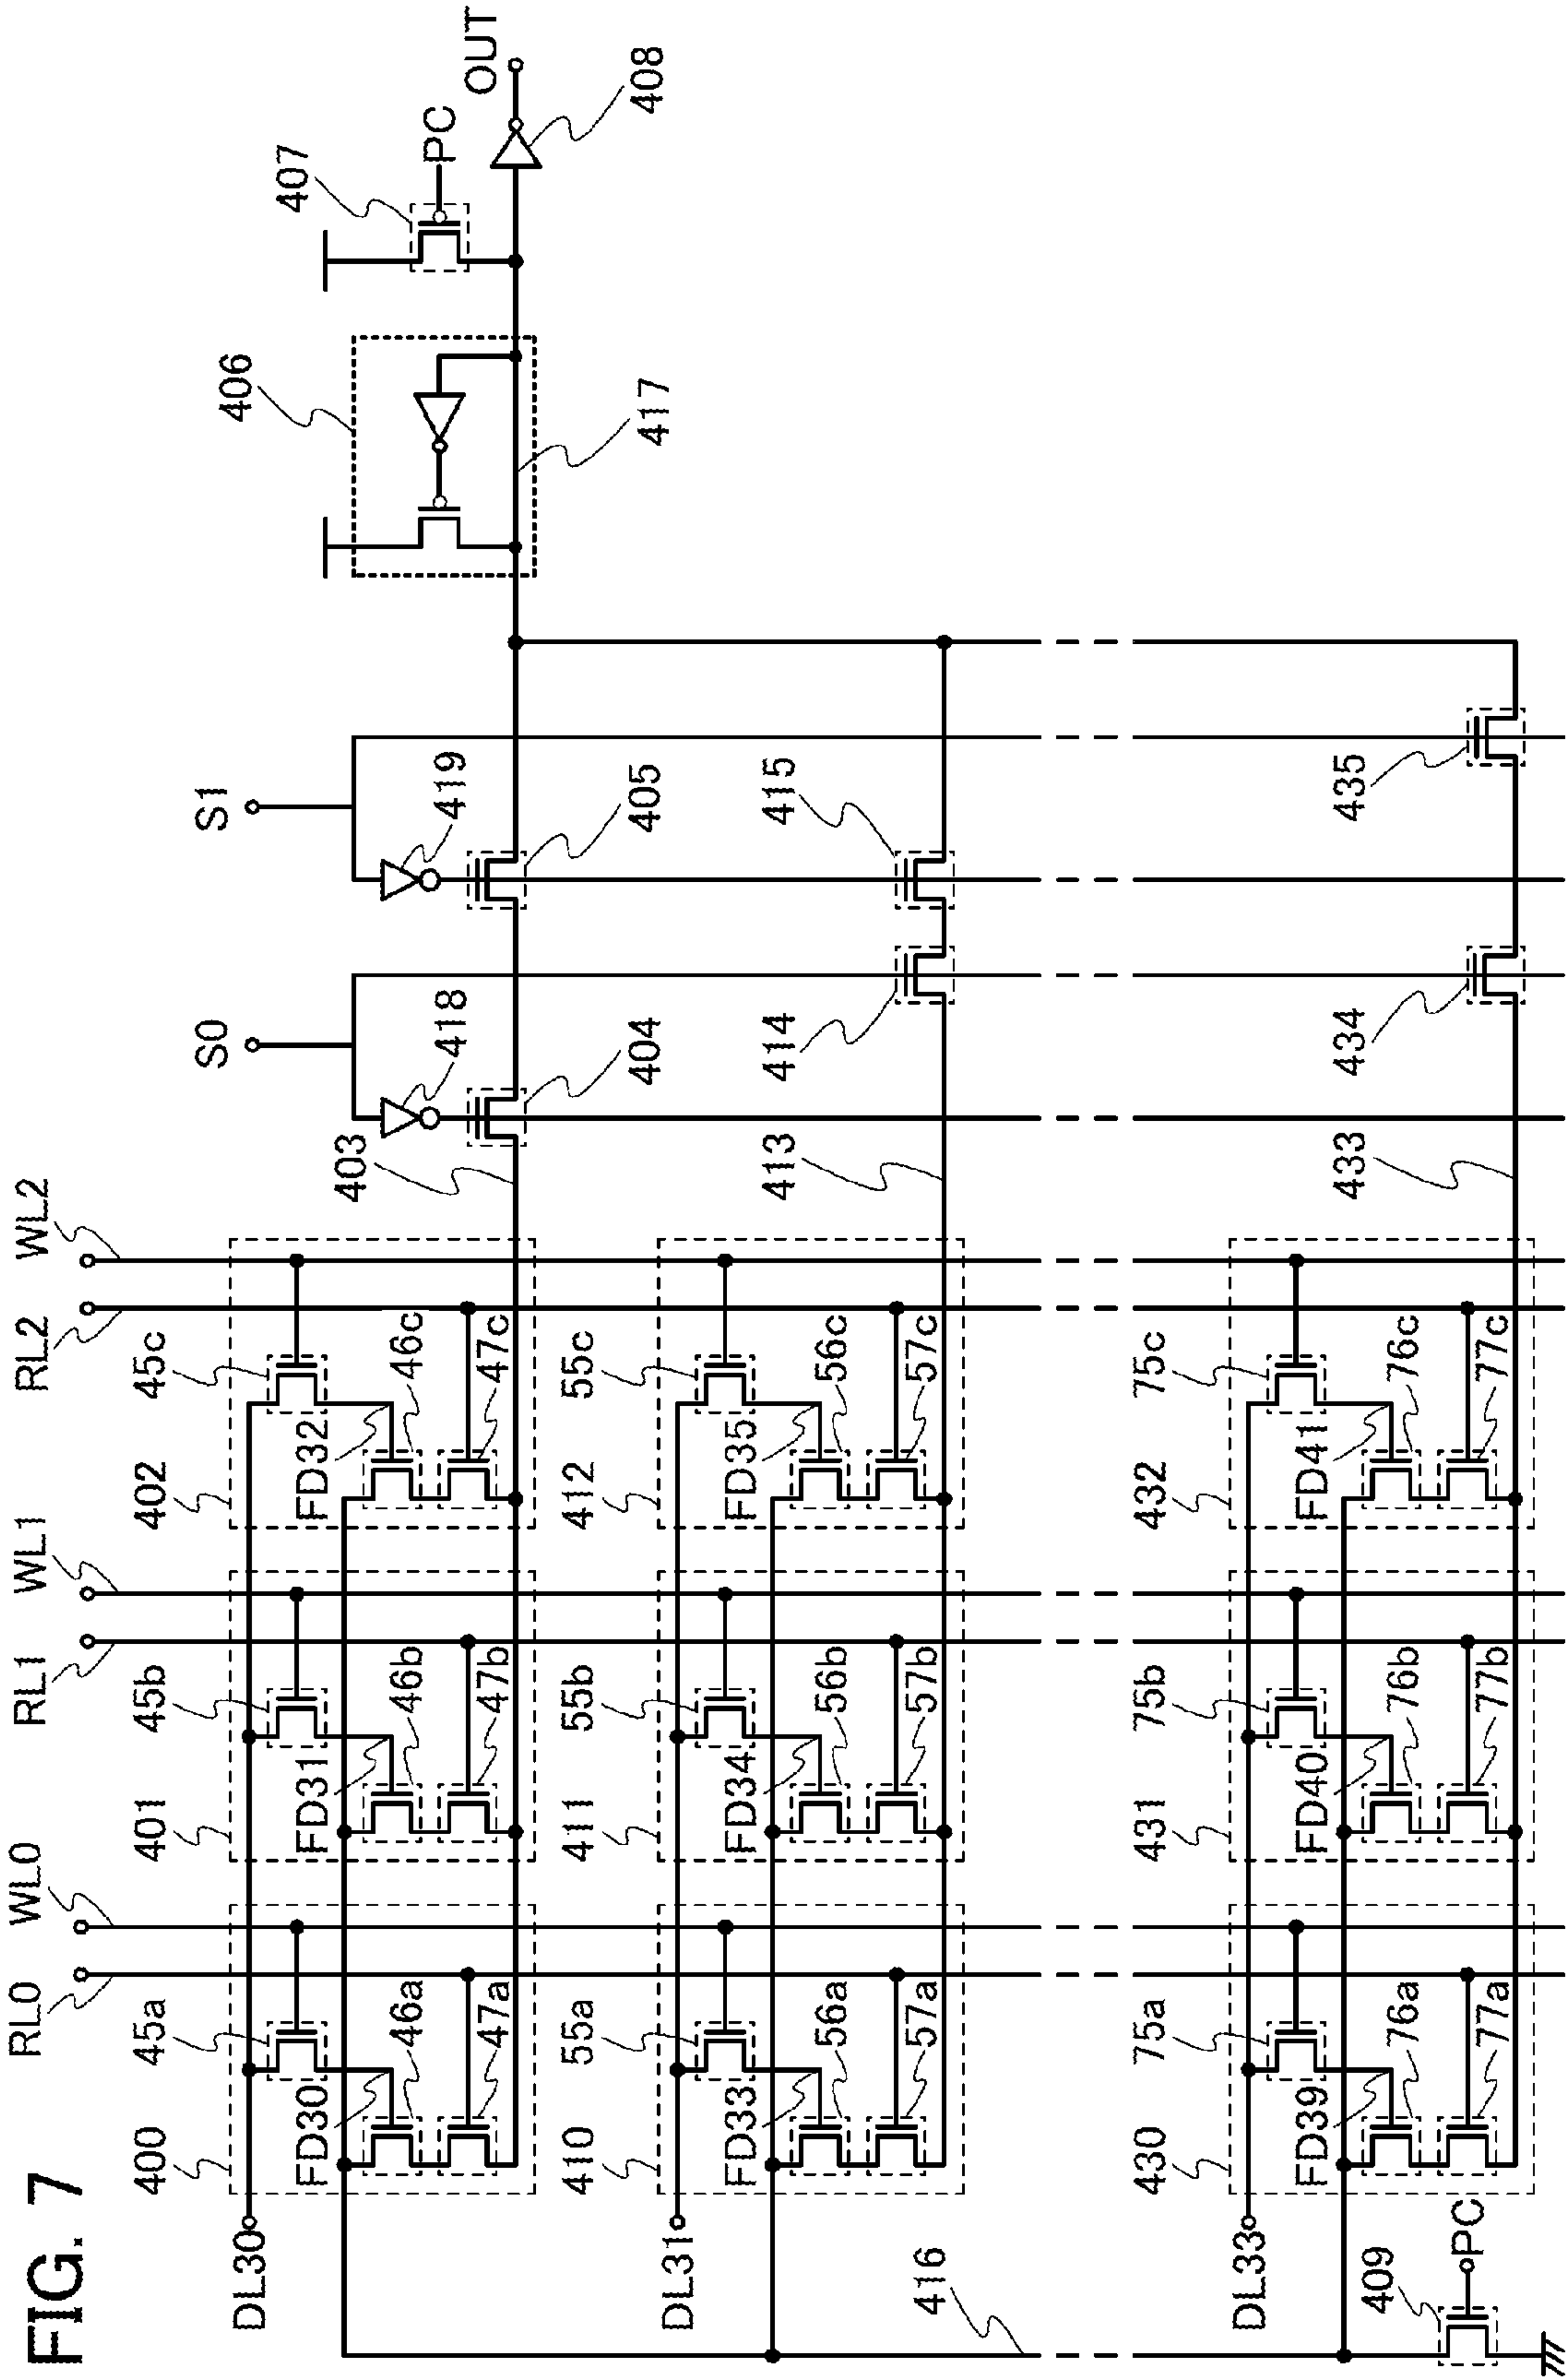 FIG. 7
RL0
WL0
RL1
WL1
RL2
WL2
S0
S1
400
45a
401
45b
402
45c
403
418
419
406
407
PC
OUT
DL30
FD30
46a
47a
FD31
46b
47b
FD32
46c
47c
404
405
417
408
410
55a
411
55b
412
55c
413
414
415
DL31
FD33
56a
57a
FD34
56b
57b
FD35
56c
57c
416
430
75a
431
75b
432
75c
433
434
435
DL33
FD39
76a
77a
FD40
76b
77b
FD41
76c
77c
409
PC